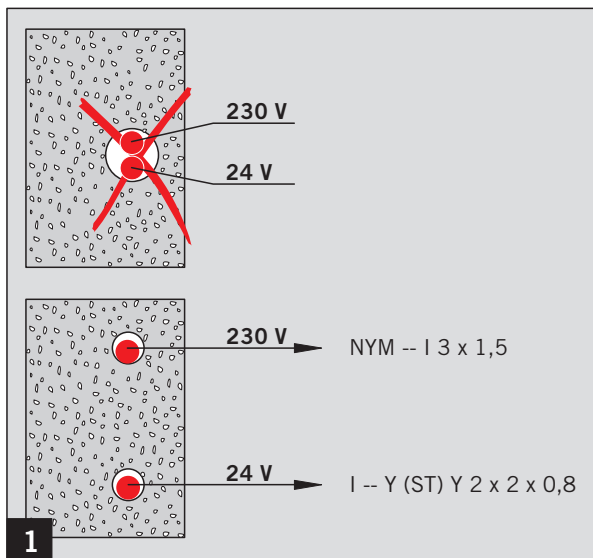 230 V
24 V
230 V NYM -- I 3 x 1,5
24 V I -- Y (ST) Y 2 x 2 x 0,8
1